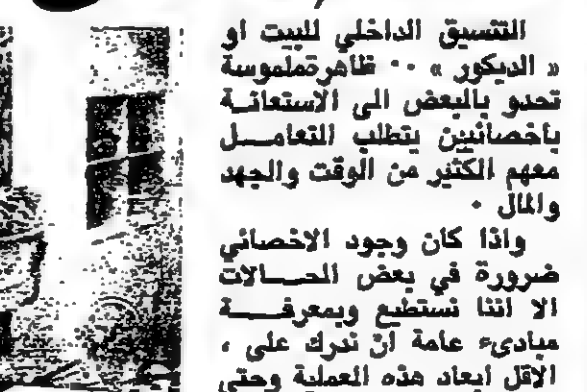 التنسيق الداخلي للبيت او
« الديكور » ٠٠ ظاهرة ملموسة
تحدو بالبعض الى الاستعانة
باخصائيين يتطلب التعامل
معهم الكثير من الوقت والجهد
والمال ٠
واذا كان وجود الاخصائي
ضرورة في بعض الحالات
الا اننا نستطيع وبمعرفة
مبادىء عامة ان ندرك على ،
الاقل ابعاد هذه العملية وحتى